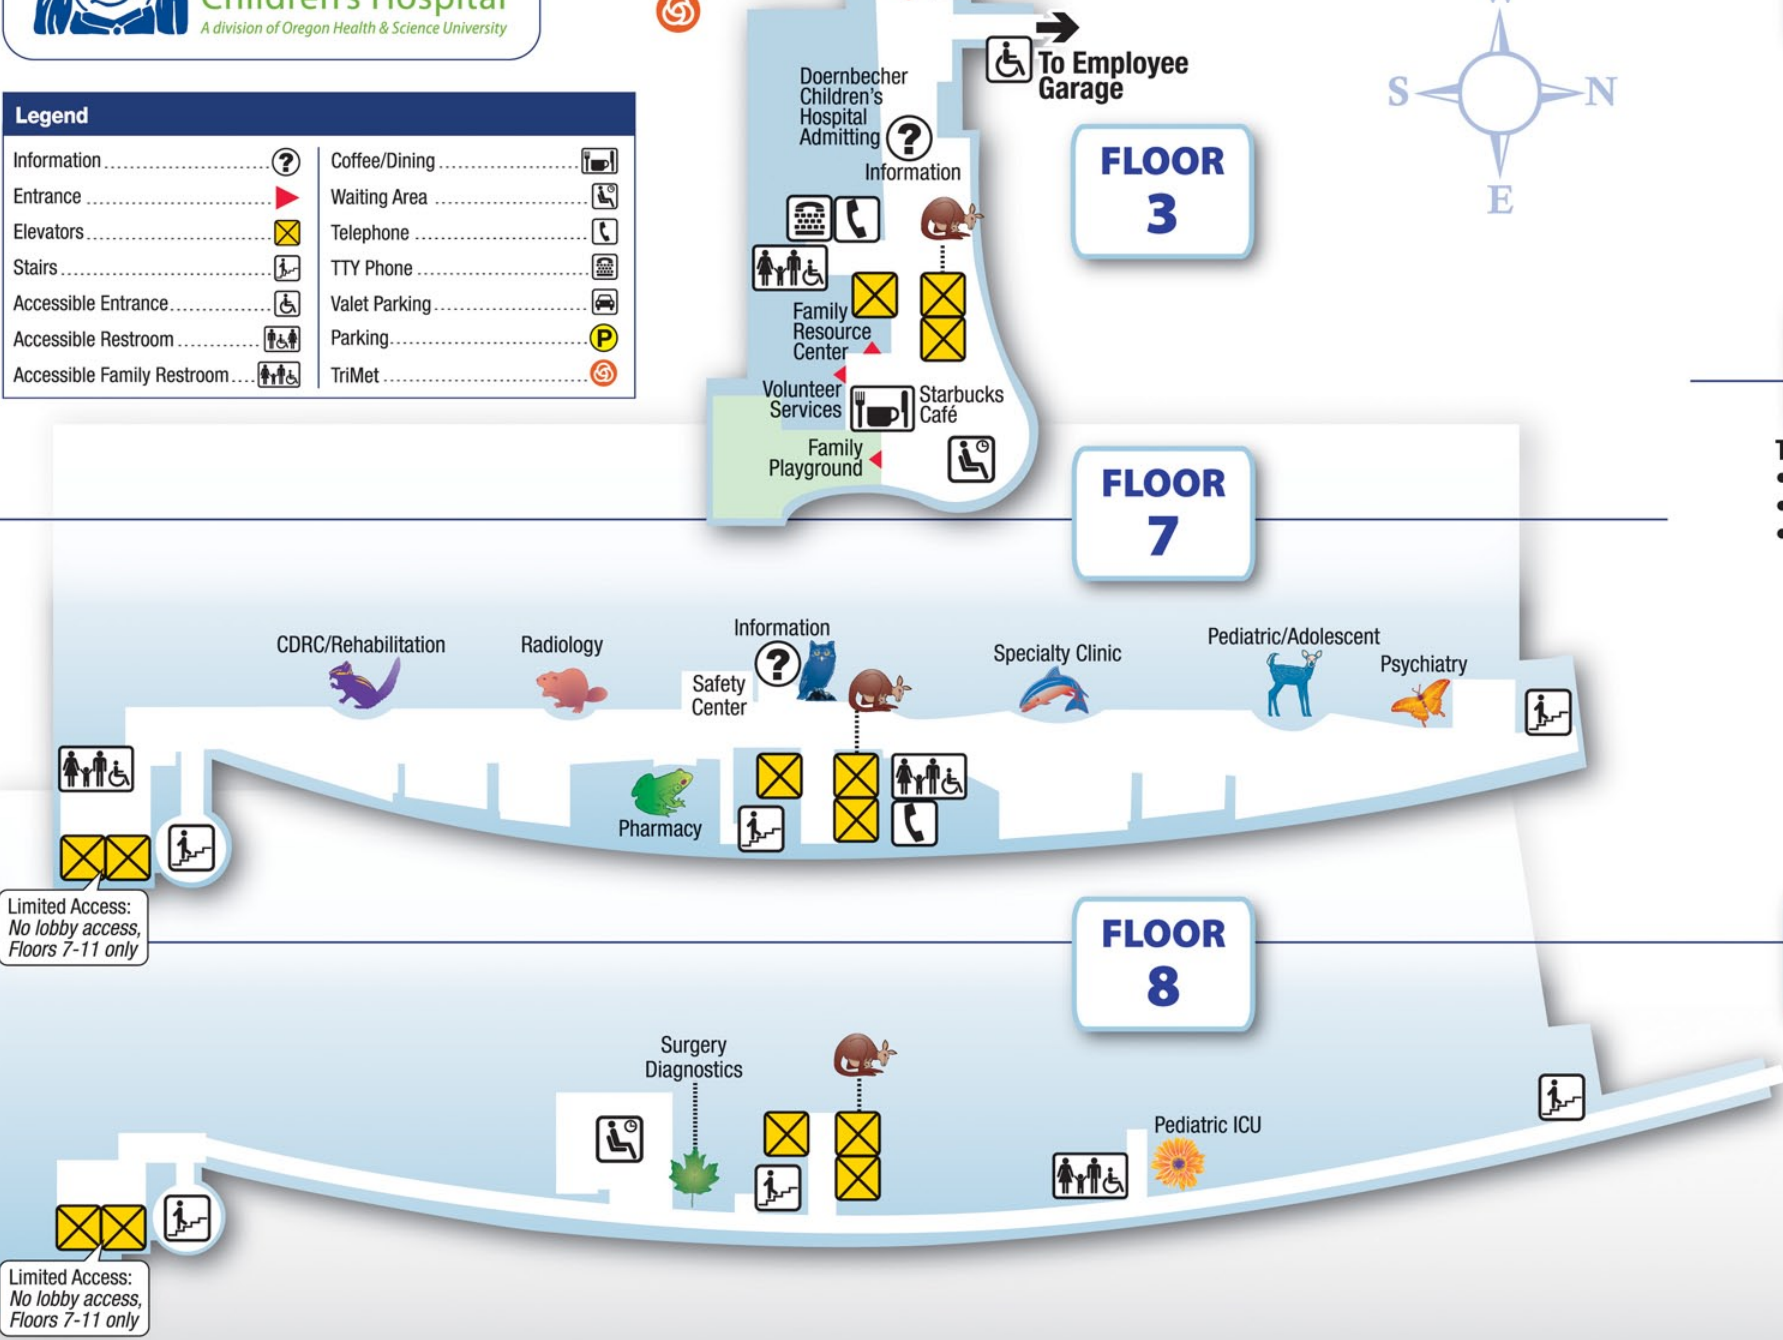 Children's Hospital
A division of Oregon Health & Science University
Legend
Information
Entrance
Elevators
Stairs
Accessible Entrance
Accessible Restroom
Accessible Family Restroom
Coffee/Dining
Waiting Area
Telephone
TTY Phone
Valet Parking
Parking
P
TriMet
?
To Employee
Garage
Doernbecher
Children's
Hospital
Admitting
?
Information
Family
Resource
Center
Volunteer
Services
Starbucks
Café
Family
Playground
FLOOR
3
S
N
E
FLOOR
7
CDRC/Rehabilitation
Radiology
Information
?
Safety
Center
Specialty Clinic
Pediatric/Adolescent
Psychiatry
Pharmacy
Limited Access:
No lobby access,
Floors 7-11 only
FLOOR
8
Surgery
Diagnostics
Pediatric ICU
Limited Access:
No lobby access,
Floors 7-11 only